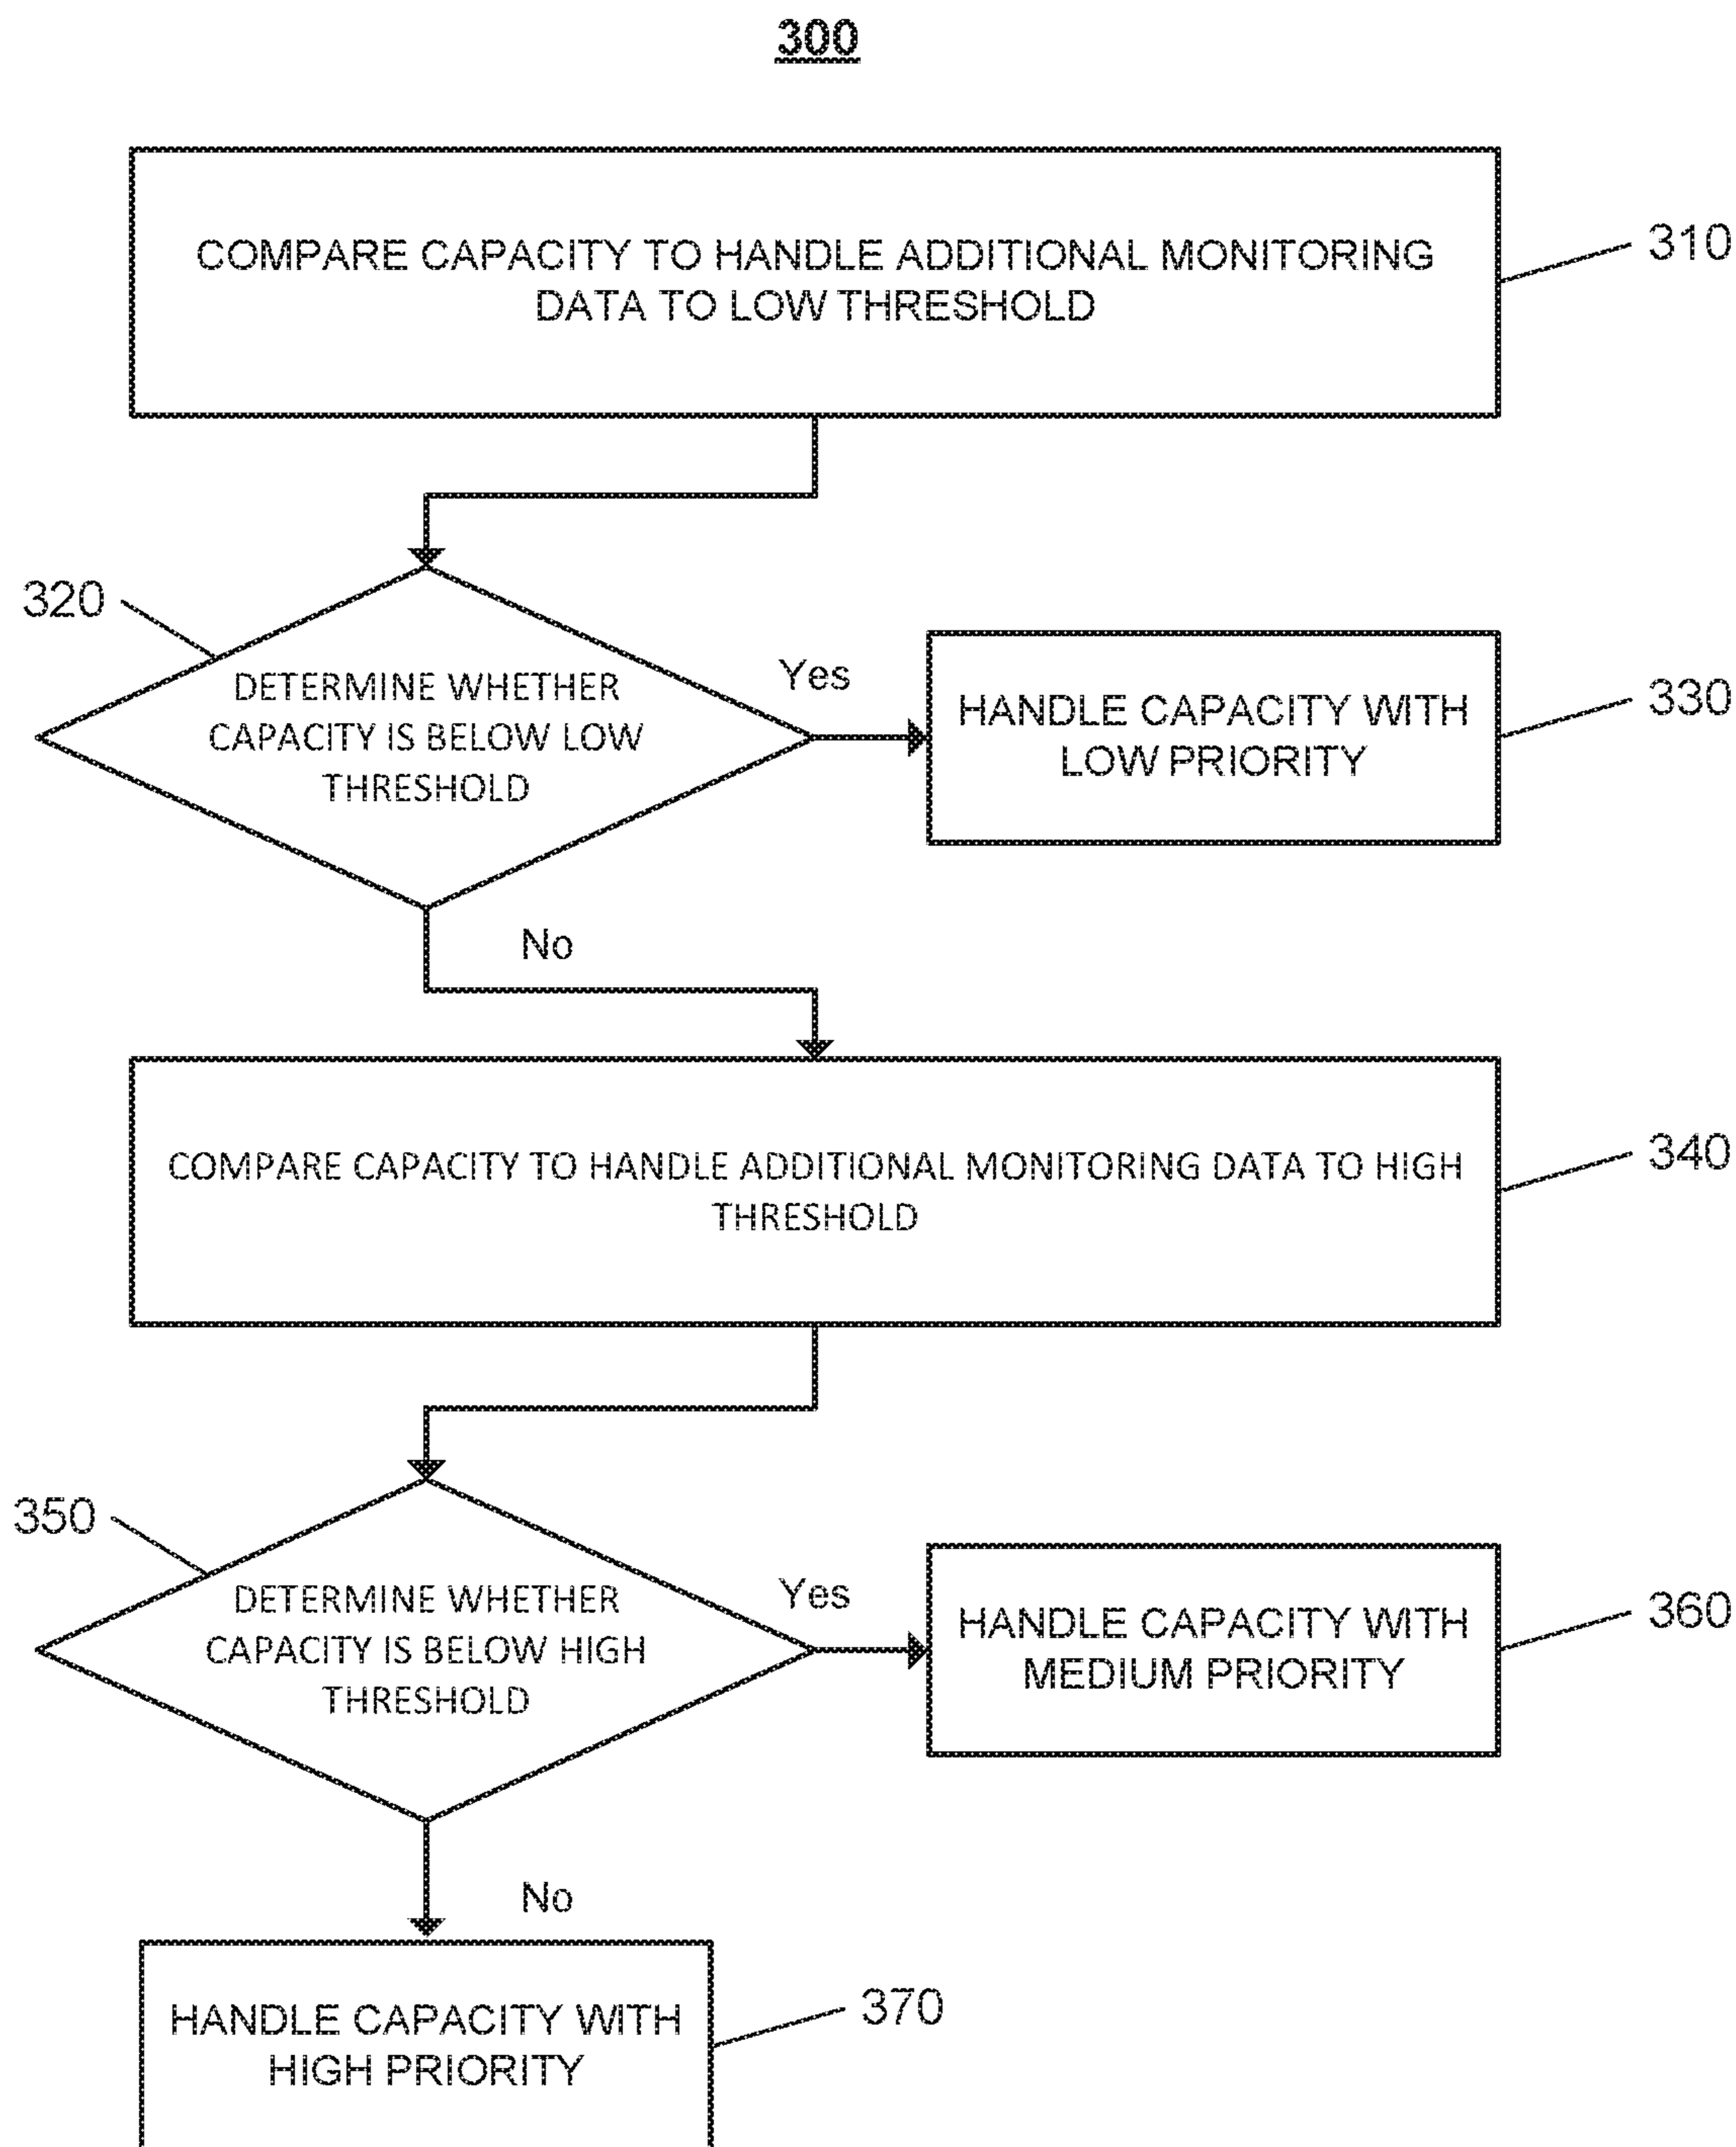 300
COMPARE CAPACITY TO HANDLE ADDITIONAL MONITORING
DATA TO LOW THRESHOLD
310
320
DETERMINE WHETHER
CAPACITY IS BELOW LOW
THRESHOLD
Yes
HANDLE CAPACITY WITH
LOW PRIORITY
330
No
COMPARE CAPACITY TO HANDLE ADDITIONAL MONITORING DATA TO HIGH
THRESHOLD
340
350
DETERMINE WHETHER
CAPACITY IS BELOW HIGH
THRESHOLD
Yes
HANDLE CAPACITY WITH
MEDIUM PRIORITY
360
No
HANDLE CAPACITY WITH
HIGH PRIORITY
370